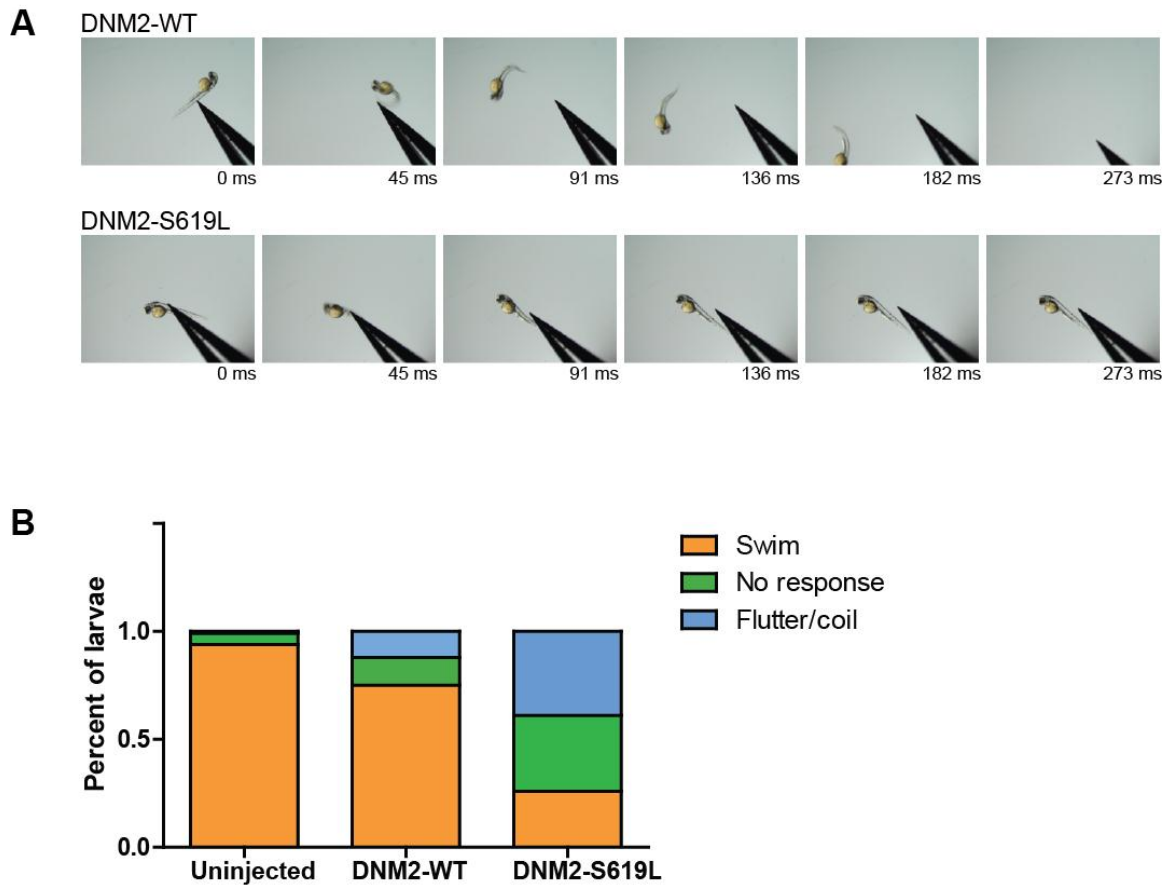 A
DNM2-WT
0 ms 45 ms 91 ms 136 ms 182 ms 273 ms
DNM2-S619L
0 ms 45 ms 91 ms 136 ms 182 ms 273 ms
B
Percent of larvae
1.0
0.5
0.0
Uninjected DNM2-WT DNM2-S619L
Swim
No response
Flutter/coil